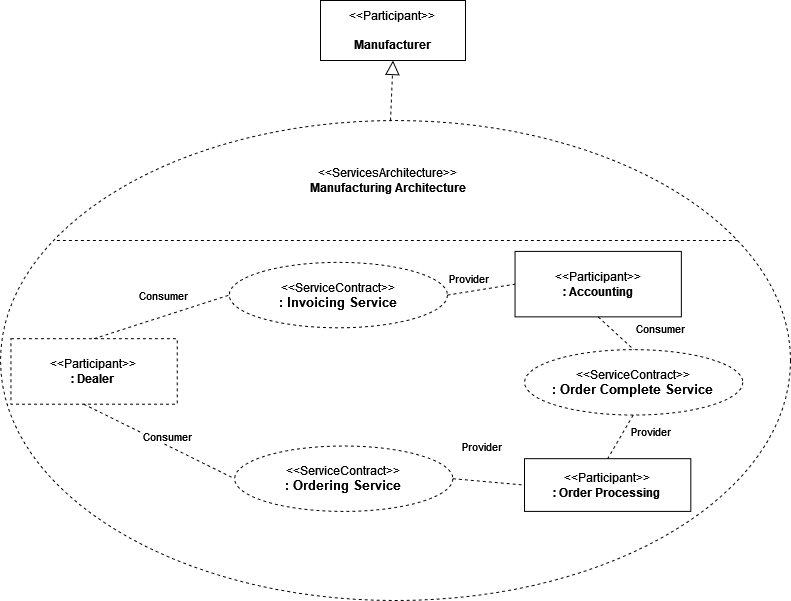 <<Participant>>
Manufacturer
<<ServicesArchitecture>>
Manufacturing Architecture
Consumer
<<ServiceContract>>
: Invoicing Service
Provider
<<Participant>>
: Accounting
Consumer
<<Participant>>
: Dealer
<<ServiceContract>>
: Order Complete Service
Consumer
<<ServiceContract>>
: Ordering Service
Provider
Provider
<<Participant>>
: Order Processing